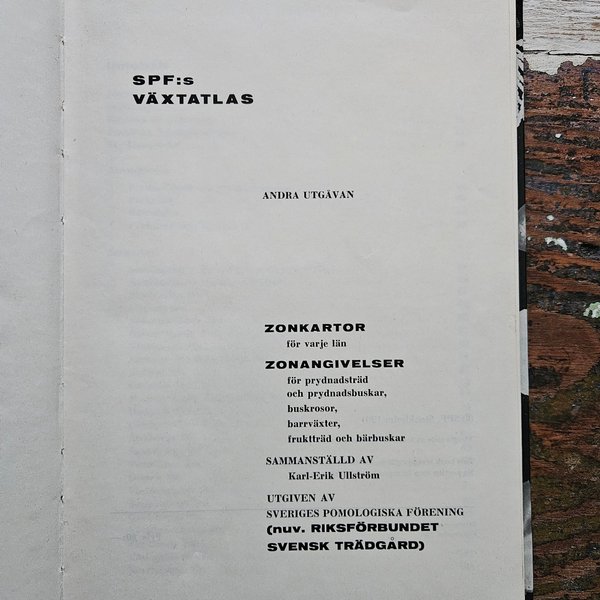 SPF:s
VÄXTATLAS
ANDRA UTGÅVAN
ZONKARTOR
för varje län
ZONANGIVELSER
för prydnadsträd
och prydnadsbuskar,
buskrosor,
barrväxter,
fruktträd och bärbuskar
SAMMANSTÄLLD AV
Karl-Erik Ullström
UTGIVEN AV
SVERIGES POMOLOGISKA FÖRENING
(nuv. RIKSFÖRBUNDET
SVENSK TRÄDGÅRD)